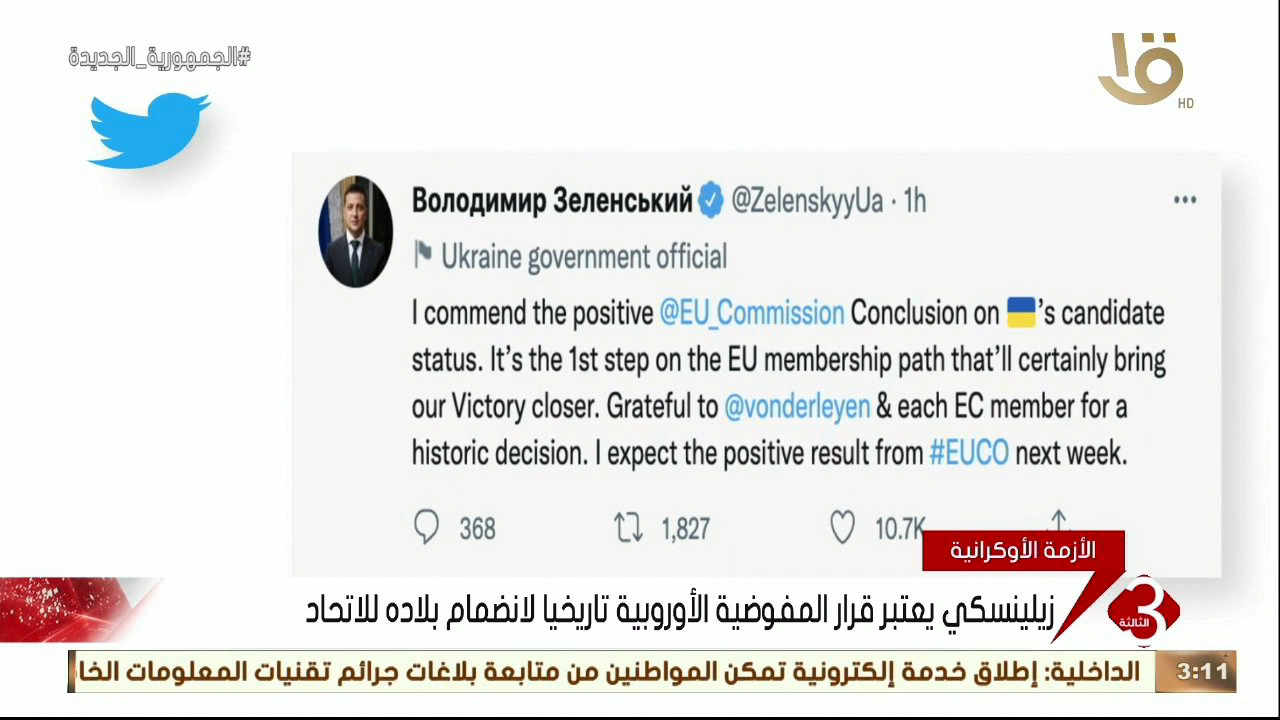 #الجمهورية_الجديدة
HD
Володимир Зеленський @ZelenskyyUa · 1h
Ukraine government official
I commend the positive @EU_Commission Conclusion on 🇺🇦's candidate
status. It's the 1st step on the EU membership path that'll certainly bring
our Victory closer. Grateful to @vonderleyen & each EC member for a
historic decision. I expect the positive result from #EUCO next week.
368 1,827 10.7K
الأزمة الأوكرانية
زيلينسكي يعتبر قرار المفوضية الأوروبية تاريخيا لانضمام بلاده للاتحاد
3 الثالثة
الداخلية: إطلاق خدمة إلكترونية تمكن المواطنين من متابعة بلاغات جرائم تقنيات المعلومات الخا
3:11